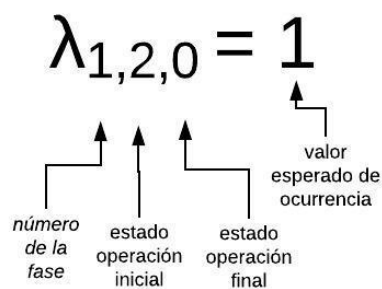 λ1,2,0 = 1
valor
esperado de
ocurrencia
número
de la
fase
estado
operación
inicial
estado
operación
final